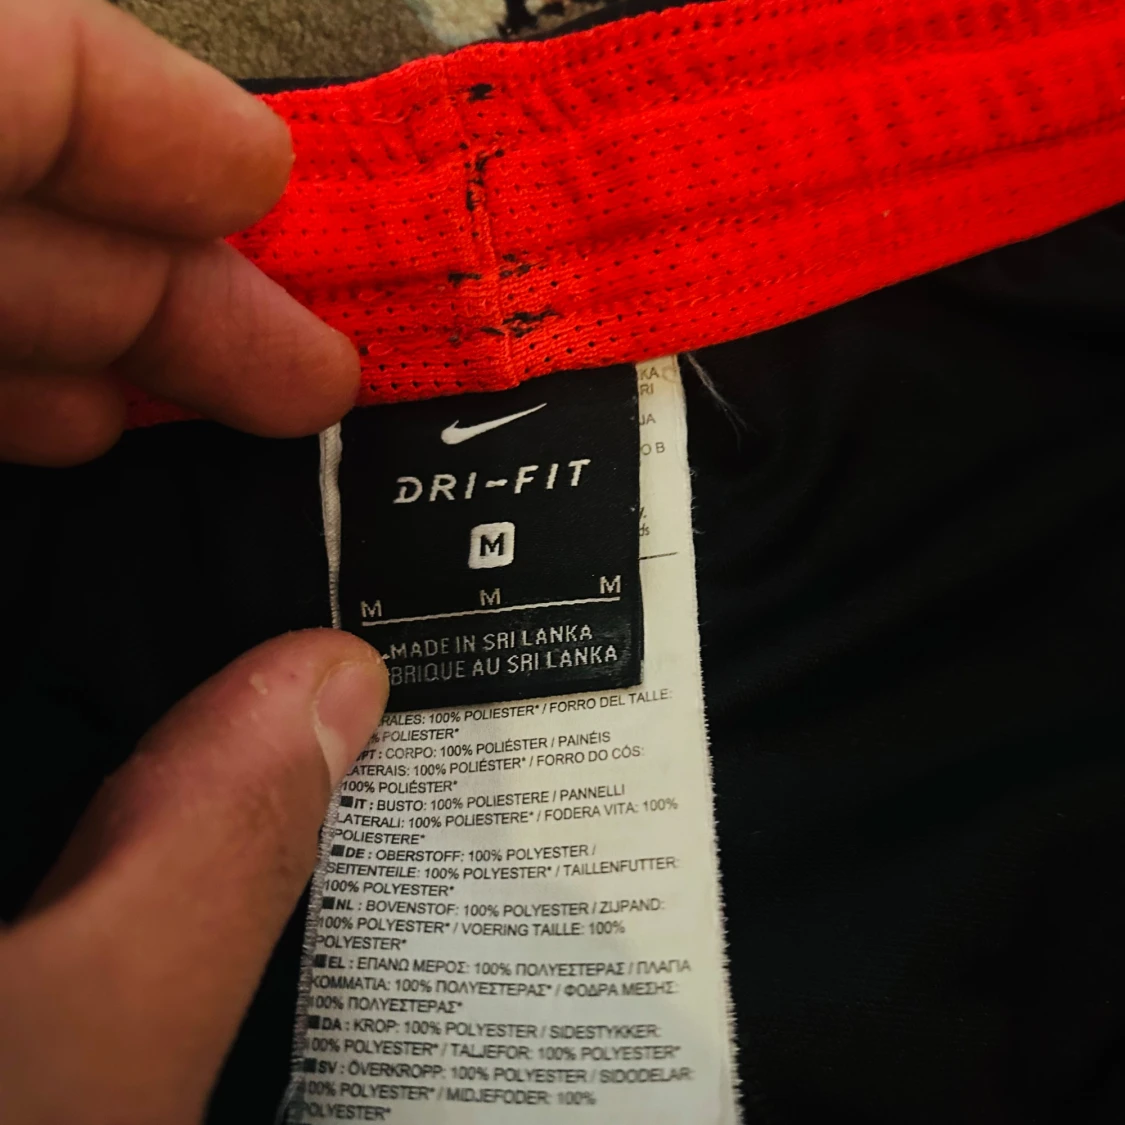 DRI-FIT
M
M M M
MADE IN SRI LANKA
BRIQUE AU SRI LANKA
KA
RI
JA
O B
ds
RALES: 100% POLIESTER* / FORRO DEL TALLE:
% POLIESTER*
PT : CORPO: 100% POLIÉSTER / PAINÉIS
LATERAIS: 100% POLIÉSTER* / FORRO DO CÓS:
100% POLIÉSTER*
IT : BUSTO: 100% POLIESTERE / PANNELLI
LATERALI: 100% POLIESTERE* / FODERA VITA: 100%
POLIESTERE*
DE : OBERSTOFF: 100% POLYESTER /
SEITENTEILE: 100% POLYESTER* / TAILLENFUTTER:
100% POLYESTER*
NL : BOVENSTOF: 100% POLYESTER / ZIJPAND:
100% POLYESTER* / VOERING TAILLE: 100%
POLYESTER*
EL : ΕΠΑΝΩ ΜΕΡΟΣ: 100% ΠΟΛΥΕΣΤΕΡΑΣ / ΠΛΑΓΙΑ
ΚΟΜΜΑΤΙΑ: 100% ΠΟΛΥΕΣΤΕΡΑΣ* / ΦΟΔΡΑ ΜΕΣΗΣ:
100% ΠΟΛΥΕΣΤΕΡΑΣ*
DA : KROP: 100% POLYESTER / SIDESTYKKER:
100% POLYESTER* / TALJEFOR: 100% POLYESTER*
SV : ÖVERKROPP: 100% POLYESTER / SIDODELAR:
100% POLYESTER* / MIDJEFODER: 100%
POLYESTER*